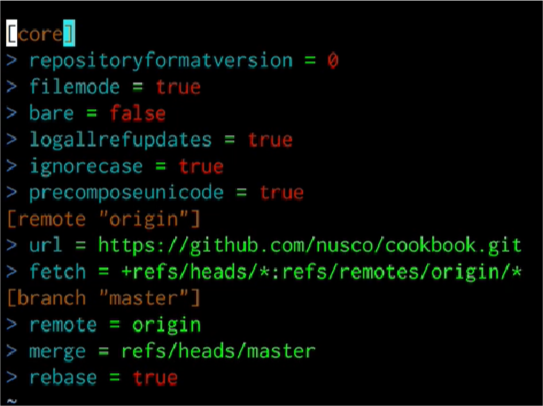 [core]
> repositoryformatversion = 0
> filemode = true
> bare = false
> logallrefupdates = true
> ignorecase = true
> precomposeunicode = true
[remote "origin"]
> url = https://github.com/nusco/cookbook.git
> fetch = +refs/heads/*:refs/remotes/origin/*
[branch "master"]
> remote = origin
> merge = refs/heads/master
> rebase = true
~